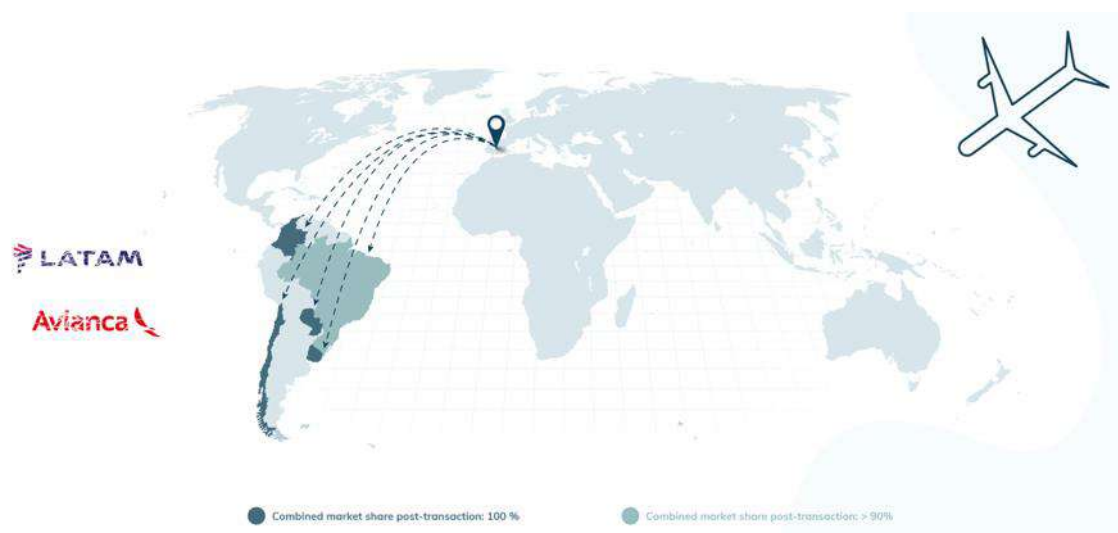 LATAM
Avianca
Combined market share post-transaction: 100 %
Combined market share post-transaction: > 90%